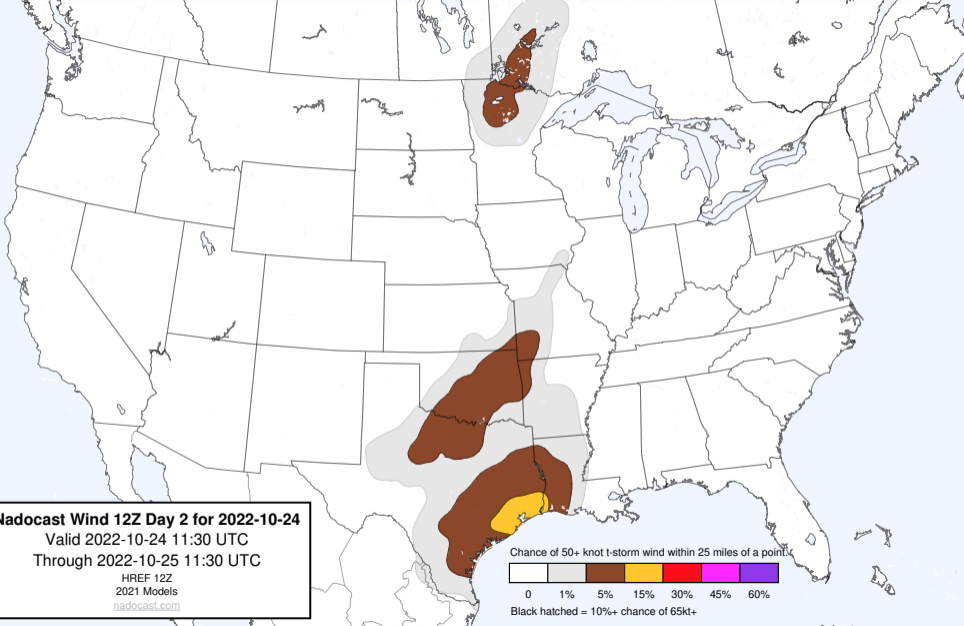 Nadocast Wind 12Z Day 2 for 2022-10-24
Valid 2022-10-24 11:30 UTC
Through 2022-10-25 11:30 UTC
HREF 12Z
2021 Models
nadocast.com
Chance of 50+ knot t-storm wind within 25 miles of a point.
0 1% 5% 15% 30% 45% 60%
Black hatched = 10%+ chance of 65kt+